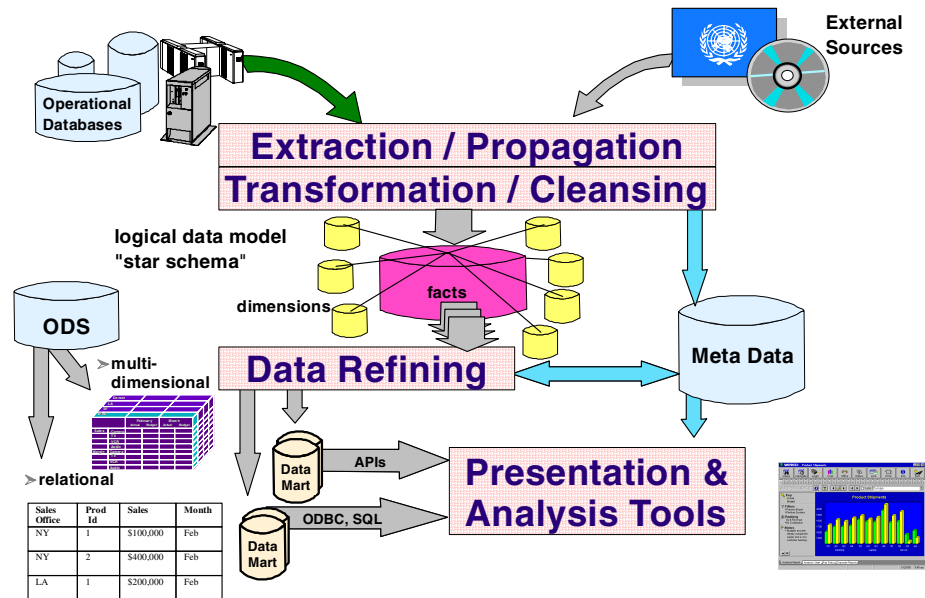 External
Sources
Operational
Databases
Extraction / Propagation
Transformation / Cleansing
logical data model
"star schema"
dimensions
facts
ODS
Meta Data
multi-
dimensional
Data Refining
relational
Data
Mart
APIs
Data
Mart
ODBC, SQL
Presentation &
Analysis Tools
Sales Office Prod Id Sales Month
NY 1 $100,000 Feb
NY 2 $400,000 Feb
LA 1 $200,000 Feb
Product Shipments